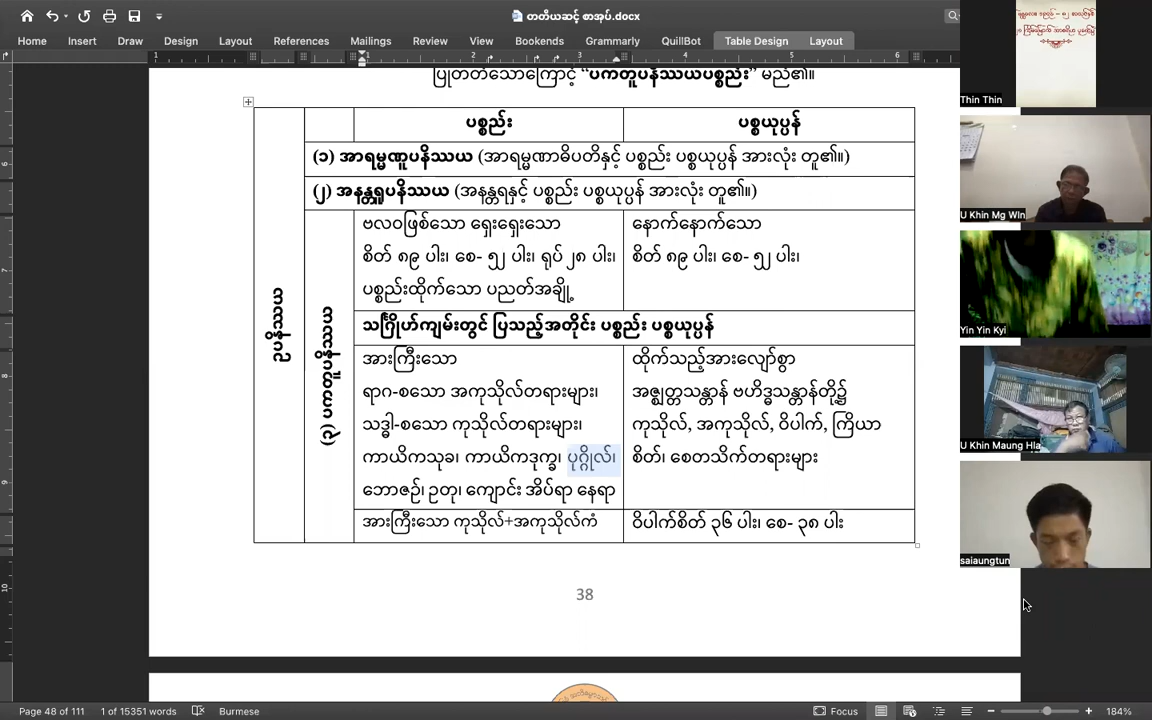 တတိယဆင့် စာအုပ်.docx
Home Insert Draw Design Layout References Mailings Review View Bookends Grammarly QuillBot Table Design Layout
1 2 3 4 5 6
ပြုတတ်သောကြောင့် “ပကတူပနိဿယပစ္စည်း” မည်၏။
ပစ္စည်း ပစ္စယုပ္ပန်
(၁) အာရမ္မဏူပနိဿယ (အာရမ္မဏာဓိပတိနှင့် ပစ္စည်း ပစ္စယုပ္ပန် အားလုံး တူ၏။)
(၂) အနန္တရူပနိဿယ (အနန္တရနှင့် ပစ္စည်း ပစ္စယုပ္ပန် အားလုံး တူ၏။)
ဥပနိဿယ
(၃) ပကတူပနိဿယ
ဗလဝဖြစ်သော ရှေးရှေးသော
စိတ် ၈၉ ပါး၊ စေ- ၅၂ ပါး၊ ရုပ် ၂၈ ပါး၊
ပစ္စည်းထိုက်သော ပညတ်အချို့
နောက်နောက်သော
စိတ် ၈၉ ပါး၊ စေ- ၅၂ ပါး၊
သင်္ဂြိုဟ်ကျမ်းတွင် ပြသည့်အတိုင်း ပစ္စည်း ပစ္စယုပ္ပန်
အားကြီးသော
ရာဂ-စသော အကုသိုလ်တရားများ၊
သဒ္ဓါ-စသော ကုသိုလ်တရားများ၊
ကာယိကသုခ၊ ကာယိကဒုက္ခ၊ ပုဂ္ဂိုလ်၊
ဘောဇဉ်၊ ဥတု၊ ကျောင်း အိပ်ရာ နေရာ
ထိုက်သည့်အားလျော်စွာ
အဇ္ဈတ္တသန္တာန် ဗဟိဒ္ဓသန္တာန်တို့၌
ကုသိုလ်, အကုသိုလ်, ဝိပါက်, ကြိယာ
စိတ်၊ စေတသိက်တရားများ
အားကြီးသော ကုသိုလ်+အကုသိုလ်ကံ
ဝိပါက်စိတ် ၃၆ ပါး၊ စေ- ၃၈ ပါး
38
Thin Thin
U Khin Mg Win
Yin Yin Kyi
U Khin Maung Hla
saiaungtun
Page 48 of 111 1 of 15351 words Burmese Focus 184%